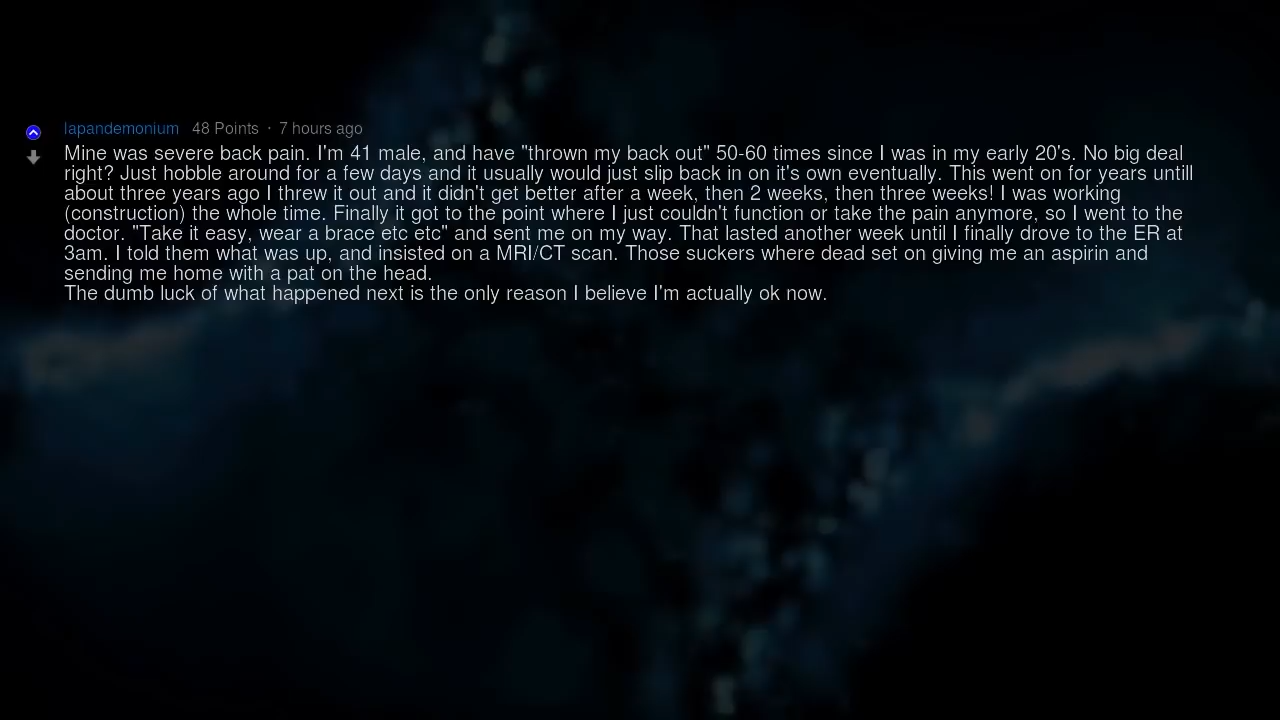 lapandemonium 48 Points · 7 hours ago
Mine was severe back pain. I'm 41 male, and have "thrown my back out" 50-60 times since I was in my early 20's. No big deal
right? Just hobble around for a few days and it usually would just slip back in on it's own eventually. This went on for years untill
about three years ago I threw it out and it didn't get better after a week, then 2 weeks, then three weeks! I was working
(construction) the whole time. Finally it got to the point where I just couldn't function or take the pain anymore, so I went to the
doctor. "Take it easy, wear a brace etc etc" and sent me on my way. That lasted another week until I finally drove to the ER at
3am. I told them what was up, and insisted on a MRI/CT scan. Those suckers where dead set on giving me an aspirin and
sending me home with a pat on the head.
The dumb luck of what happened next is the only reason I believe I'm actually ok now.